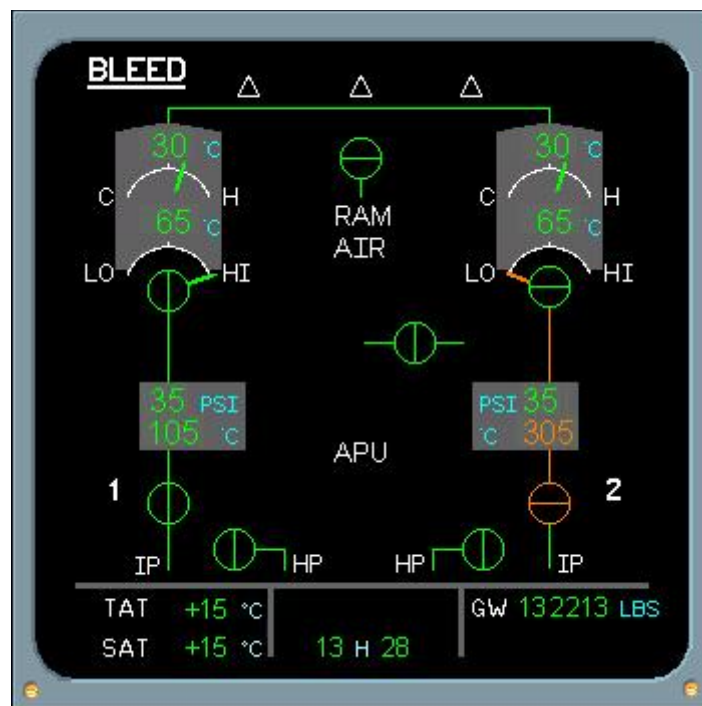 BLEED
30 °C 30 °C
C H C H
65 °C 65 °C
RAM
AIR
LO HI LO HI
35 PSI PSI 35
105 °C °C 305
APU
1 2
IP HP HP IP
TAT +15 °C GW 132213 LBS
SAT +15 °C 13 H 28